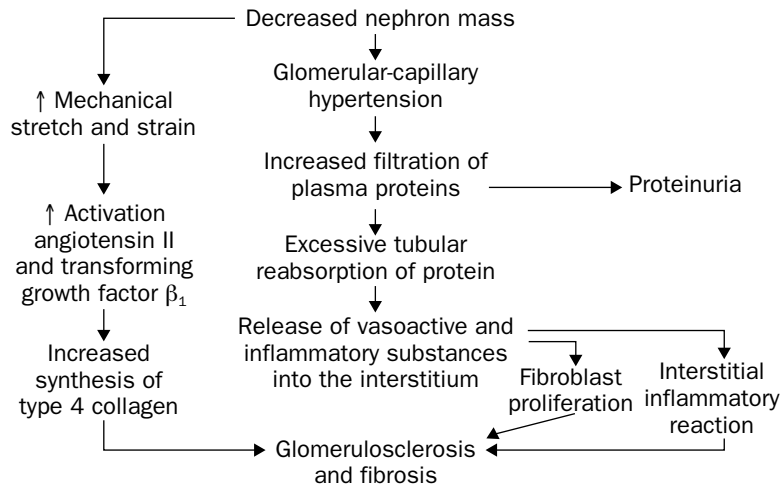 Decreased nephron mass
Glomerular-capillary
hypertension
↑ Mechanical
stretch and strain
Increased filtration of
plasma proteins
Proteinuria
↑ Activation
angiotensin II
and transforming
growth factor β₁
Excessive tubular
reabsorption of protein
Release of vasoactive and
inflammatory substances
into the interstitium
Increased
synthesis of
type 4 collagen
Fibroblast
proliferation
Interstitial
inflammatory
reaction
Glomerulosclerosis
and fibrosis